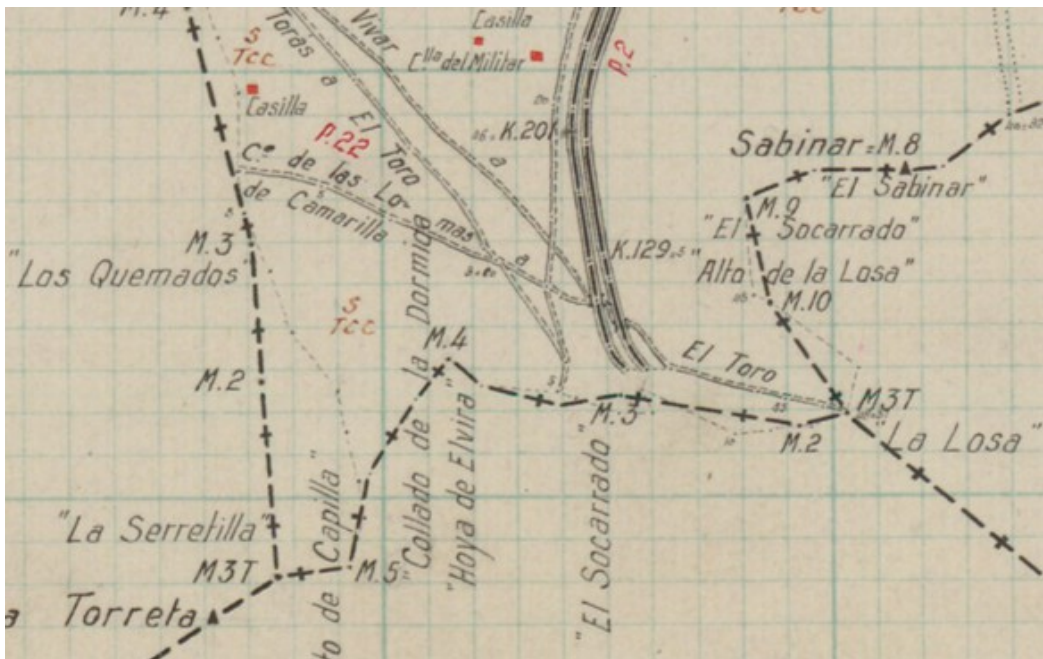 M.4
S
T.c.c.
Casilla
Vivar
a
Toras a El Toro
P.22
Casilla
C.lla del Militar
P.2
K.201
T.c.c.
Sabinar = M.8
"El Sabinar"
M.9
"El Socarrado"
K.129
"Alto de la Losa"
M.10
C.º de las Lomas
de Camarilla a
M.3
"Los Quemados"
S
T.c.c.
M.2
M.4
El Toro
M3T
La Losa"
M.3
M.2
"La Serretilla"
M3T
M.5
Torreta
to de Capilla"
"Collado de la Dormida
"Hoya de Elvira"
"El Socarrado"